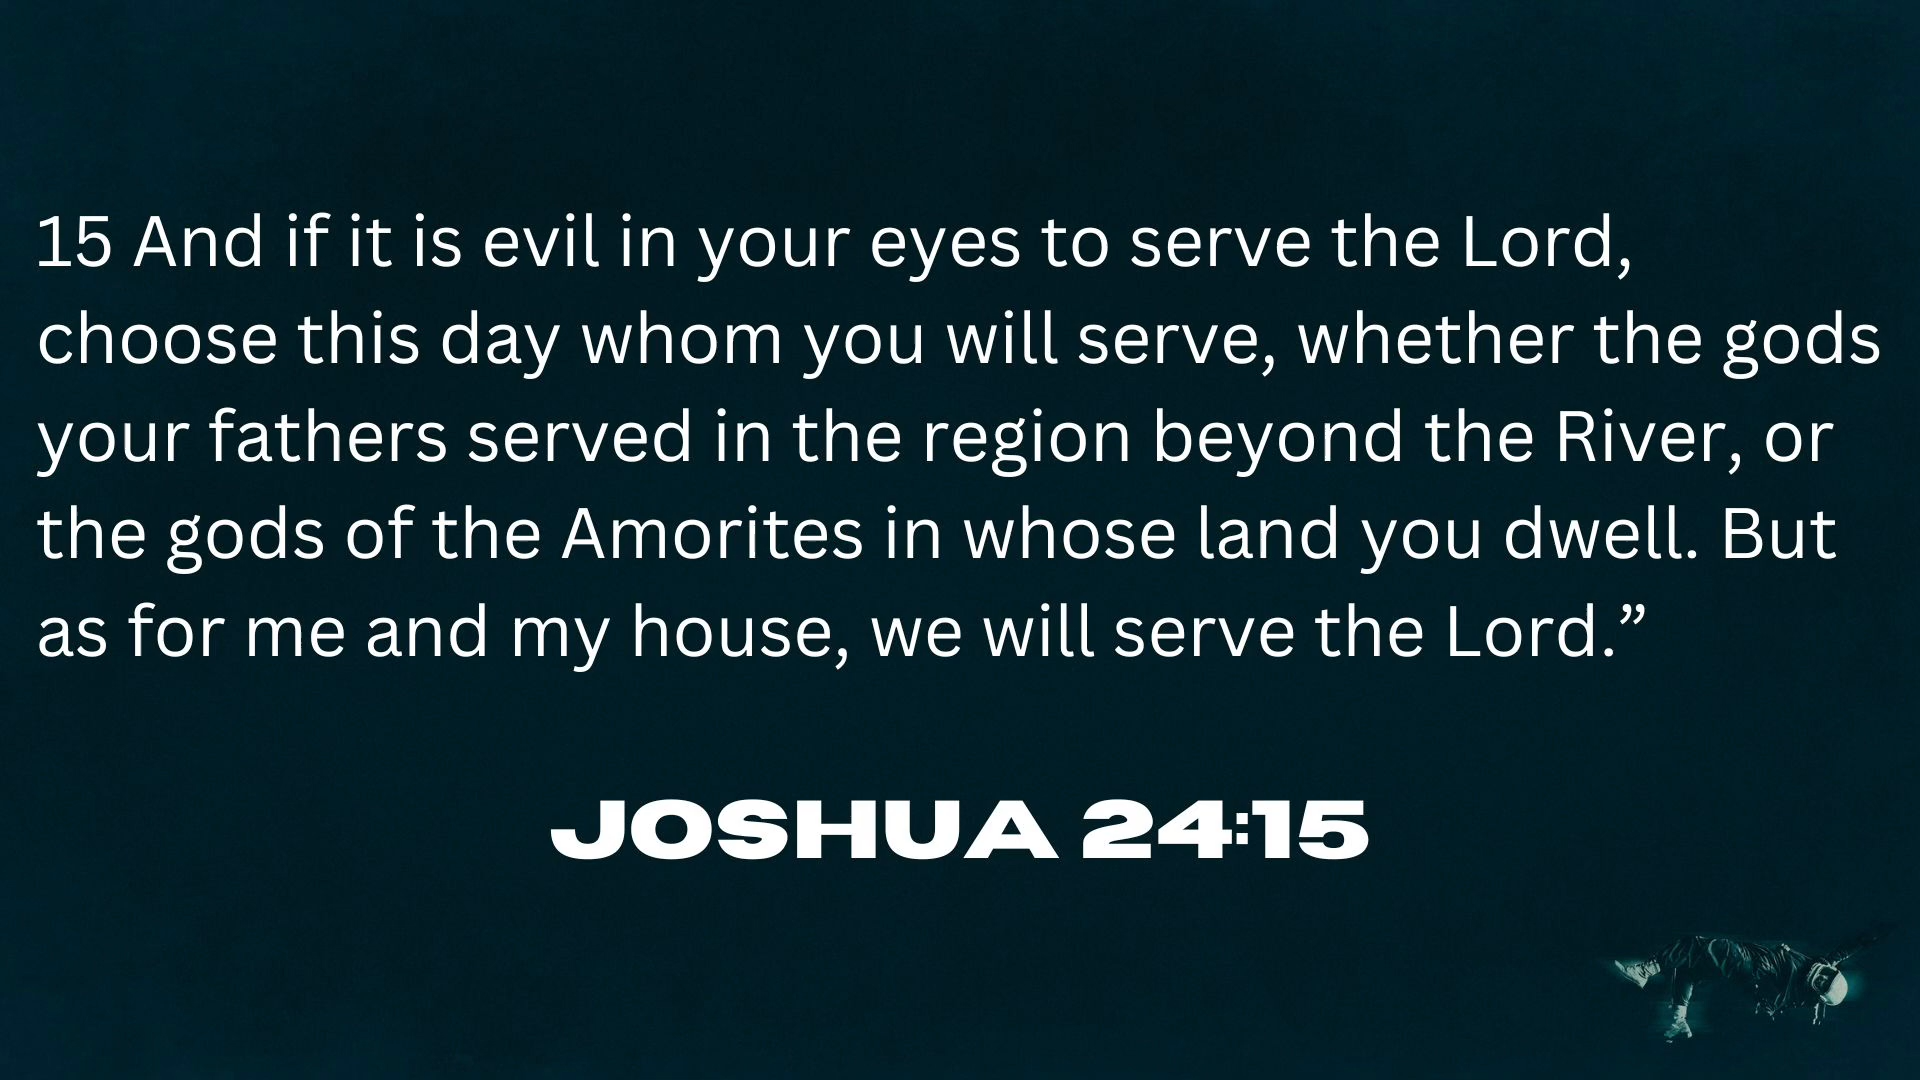 15 And if it is evil in your eyes to serve the Lord,
choose this day whom you will serve, whether the gods
your fathers served in the region beyond the River, or
the gods of the Amorites in whose land you dwell. But
as for me and my house, we will serve the Lord.”
JOSHUA 24:15